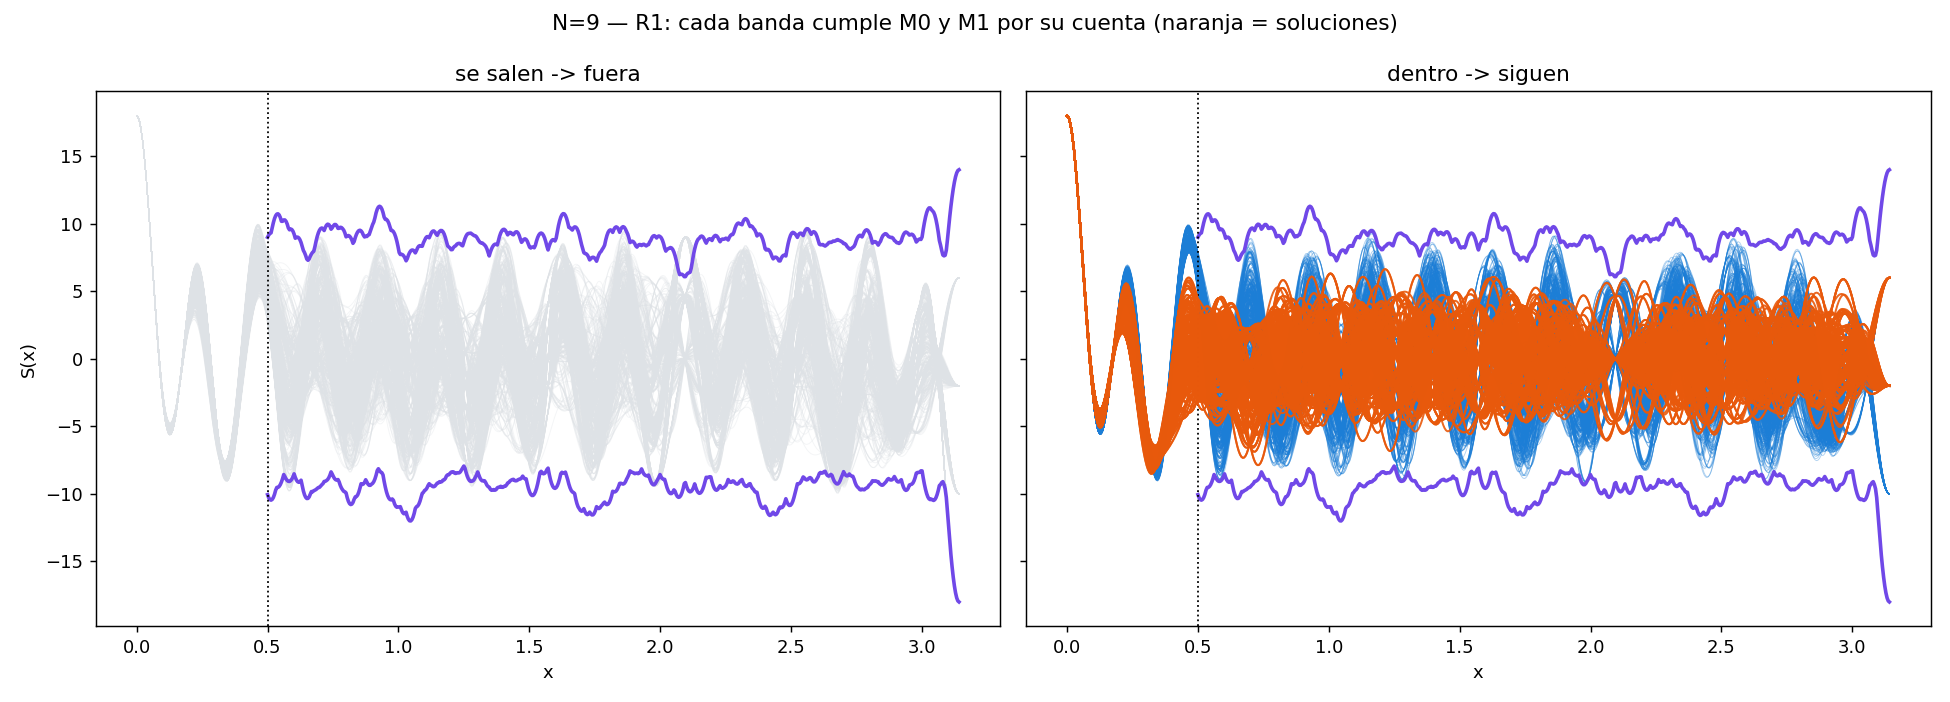 N=9 — R1: cada banda cumple M0 y M1 por su cuenta (naranja = soluciones)
se salen -> fuera
dentro -> siguen
S(x)
15
10
5
0
−5
−10
−15
0.0 0.5 1.0 1.5 2.0 2.5 3.0
0.0 0.5 1.0 1.5 2.0 2.5 3.0
x
x